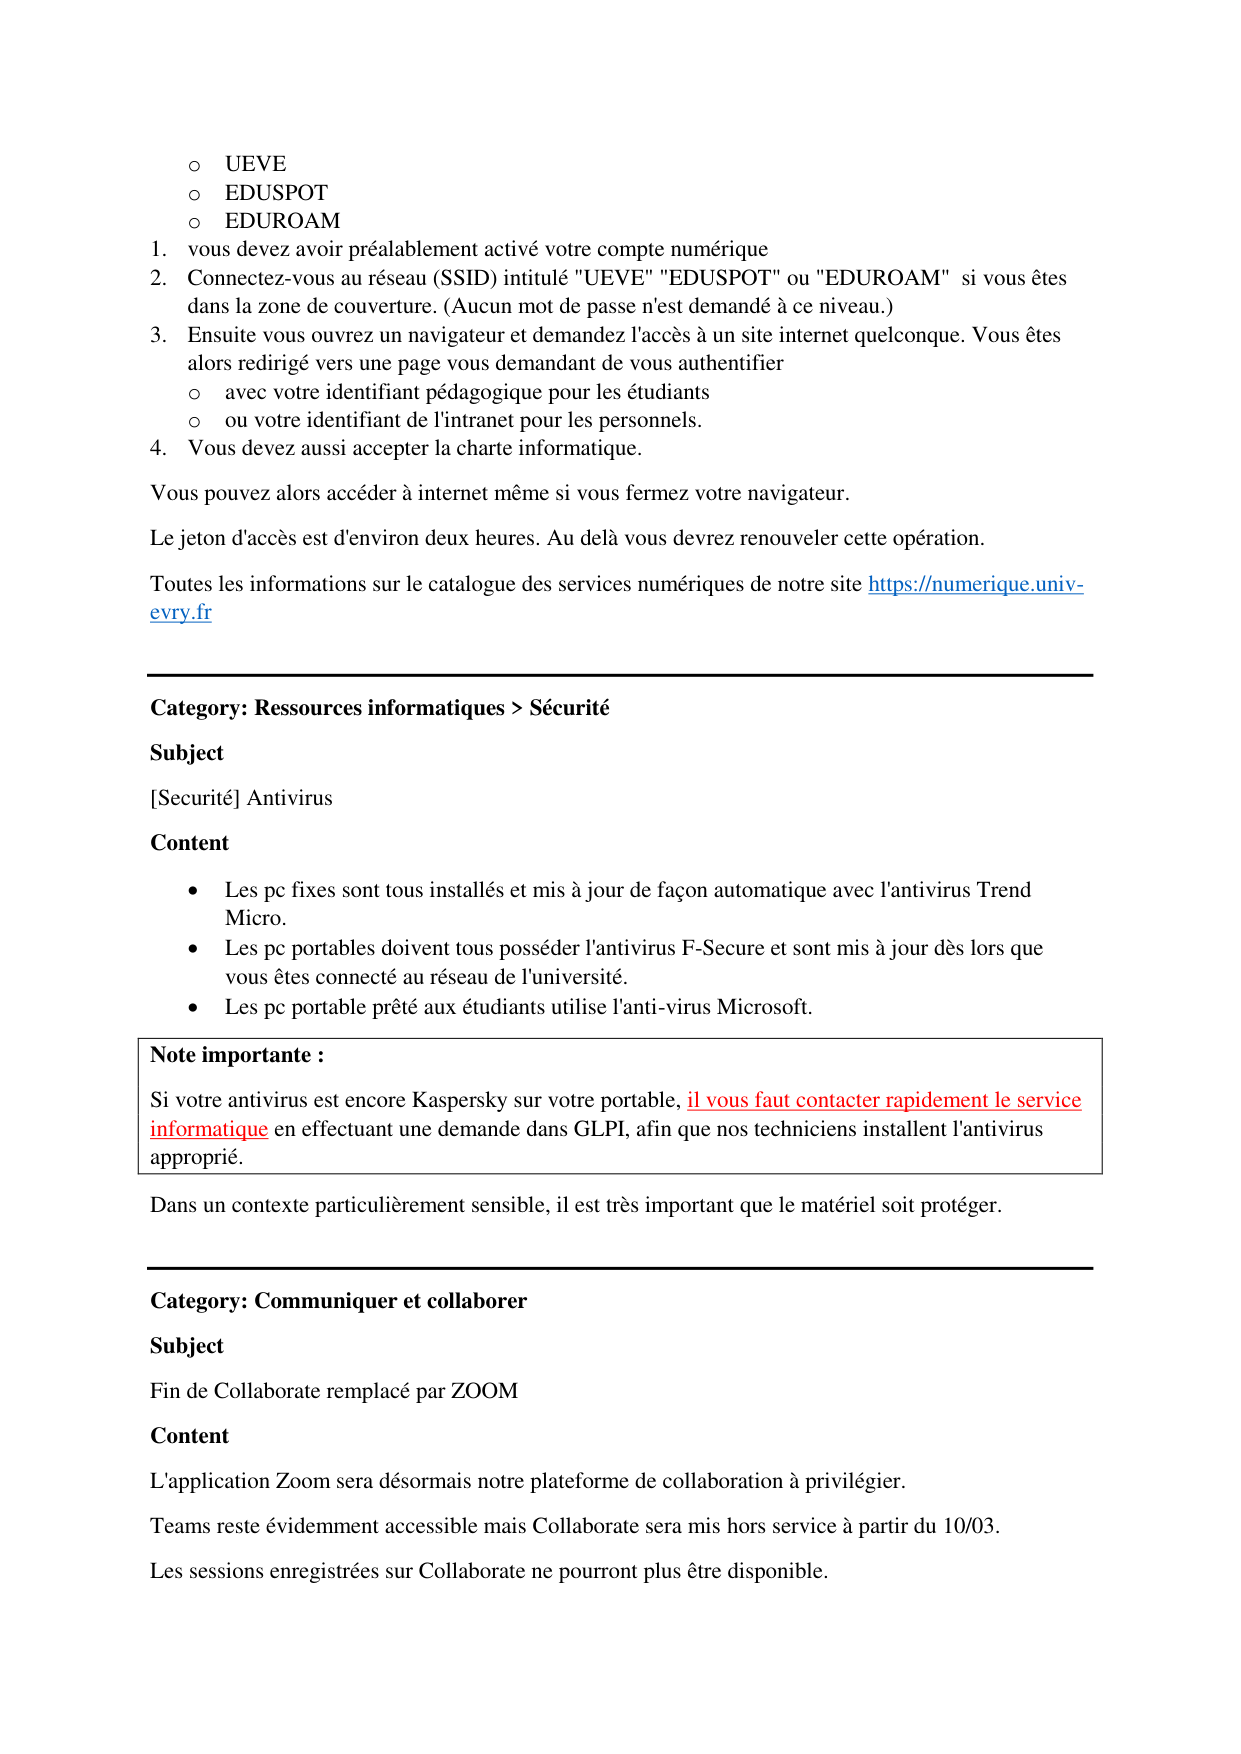 o UEVE
o EDUSPOT
o EDUROAM
1. vous devez avoir préalablement activé votre compte numérique
2. Connectez-vous au réseau (SSID) intitulé "UEVE" "EDUSPOT" ou "EDUROAM"  si vous êtes
dans la zone de couverture. (Aucun mot de passe n'est demandé à ce niveau.)
3. Ensuite vous ouvrez un navigateur et demandez l'accès à un site internet quelconque. Vous êtes
alors redirigé vers une page vous demandant de vous authentifier
o avec votre identifiant pédagogique pour les étudiants
o ou votre identifiant de l'intranet pour les personnels.
4. Vous devez aussi accepter la charte informatique.
Vous pouvez alors accéder à internet même si vous fermez votre navigateur.
Le jeton d'accès est d'environ deux heures. Au delà vous devrez renouveler cette opération.
Toutes les informations sur le catalogue des services numériques de notre site https://numerique.univ-
evry.fr
Category: Ressources informatiques > Sécurité
Subject
[Securité] Antivirus
Content
• Les pc fixes sont tous installés et mis à jour de façon automatique avec l'antivirus Trend
Micro.
• Les pc portables doivent tous posséder l'antivirus F-Secure et sont mis à jour dès lors que
vous êtes connecté au réseau de l'université.
• Les pc portable prêté aux étudiants utilise l'anti-virus Microsoft.
Note importante :
Si votre antivirus est encore Kaspersky sur votre portable, il vous faut contacter rapidement le service
informatique en effectuant une demande dans GLPI, afin que nos techniciens installent l'antivirus
approprié.
Dans un contexte particulièrement sensible, il est très important que le matériel soit protéger.
Category: Communiquer et collaborer
Subject
Fin de Collaborate remplacé par ZOOM
Content
L'application Zoom sera désormais notre plateforme de collaboration à privilégier.
Teams reste évidemment accessible mais Collaborate sera mis hors service à partir du 10/03.
Les sessions enregistrées sur Collaborate ne pourront plus être disponible.